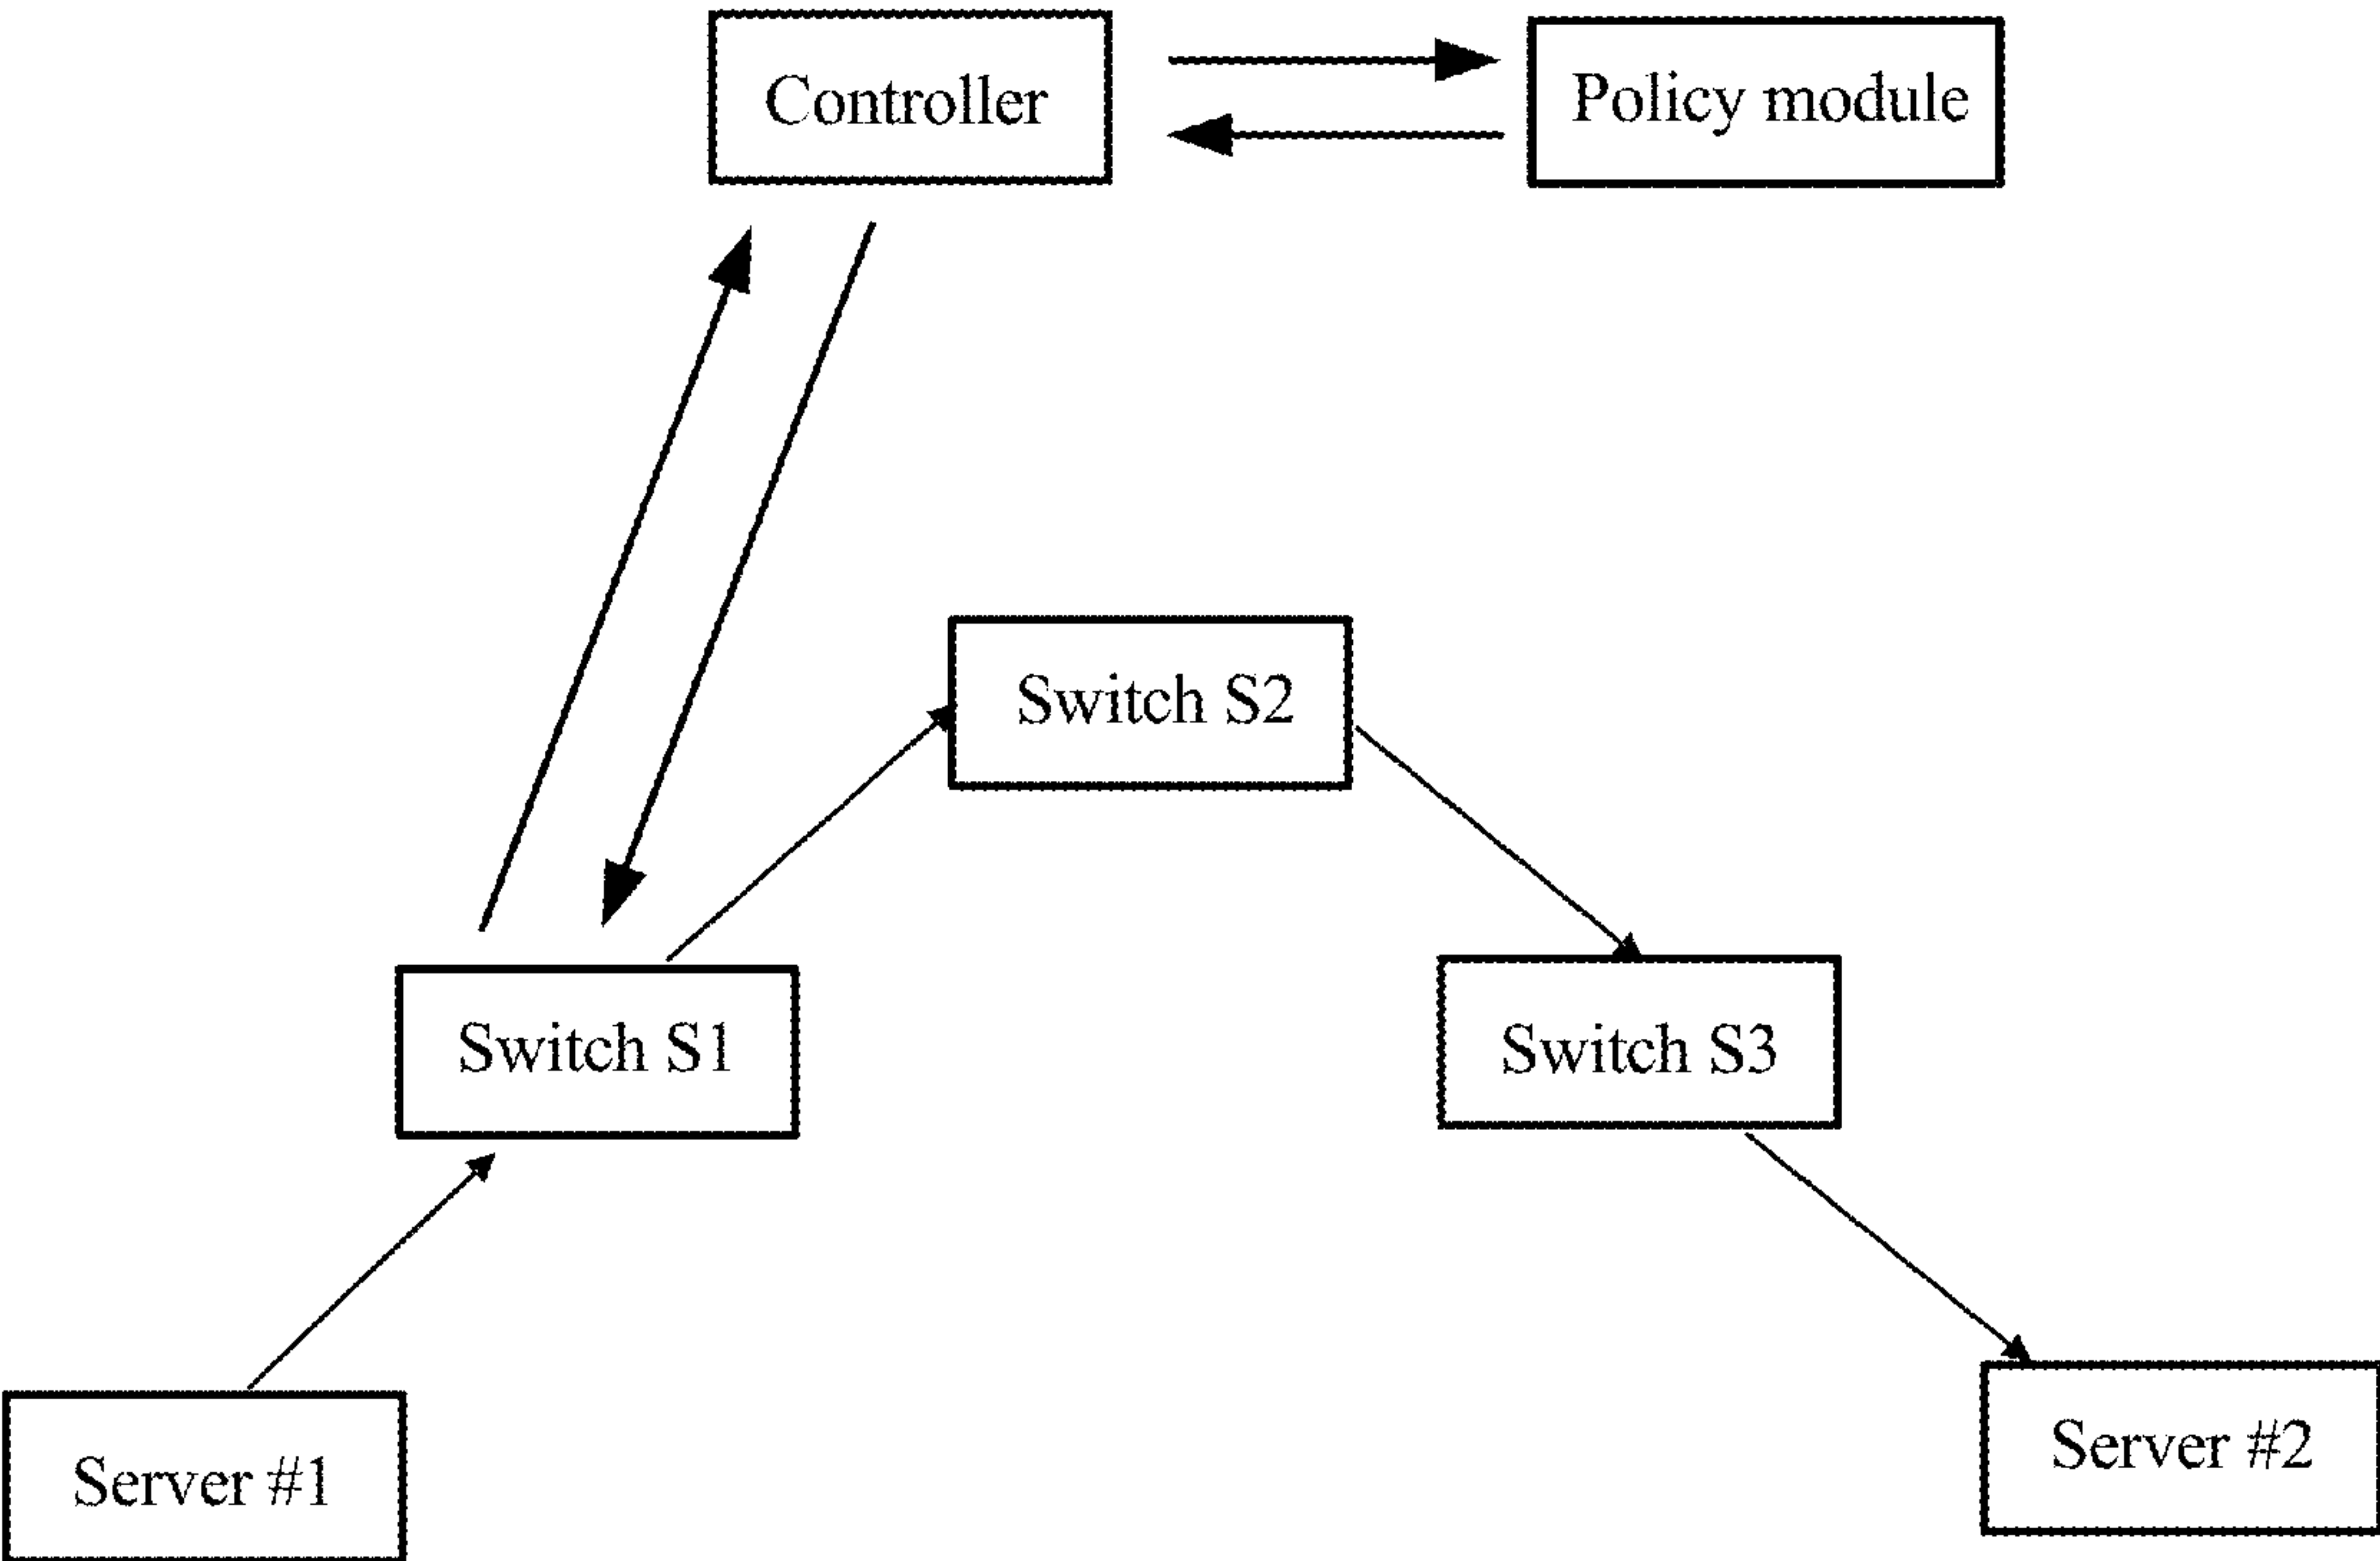 Controller
Policy module
Switch S2
Switch S1
Switch S3
Server #1
Server #2